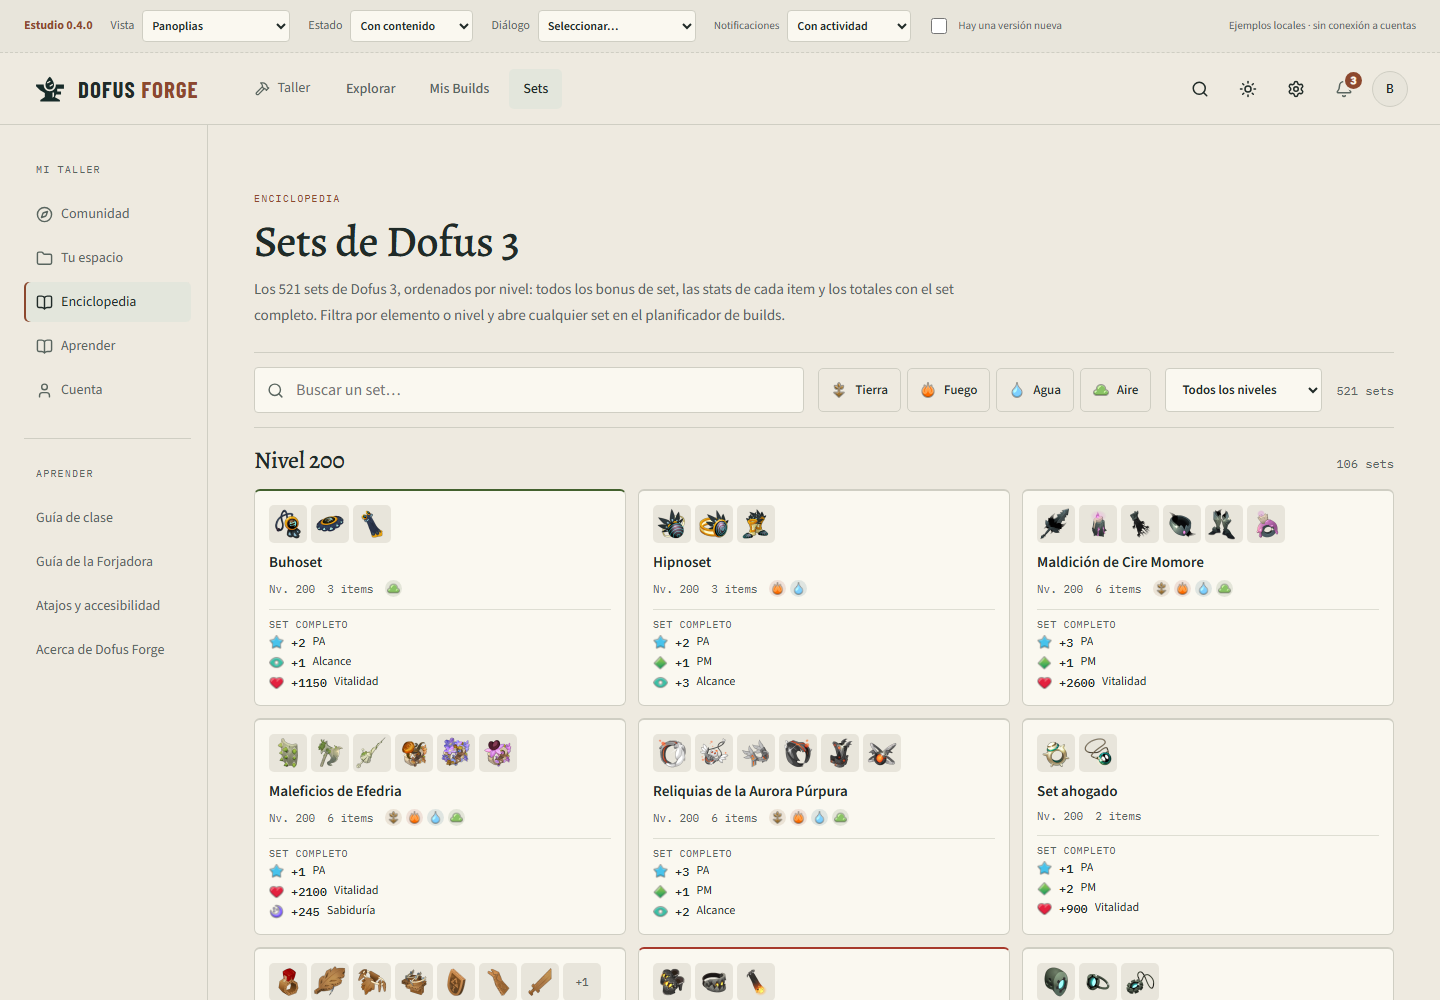 Estudio 0.4.0 Vista Panoplias Estado Con contenido Diálogo Seleccionar... Notificaciones Con actividad Hay una versión nueva Ejemplos locales · sin conexión a cuentas
DOFUS FORGE Taller Explorar Mis Builds Sets 3 B
MI TALLER
Comunidad
Tu espacio
Enciclopedia
Aprender
Cuenta
APRENDER
Guía de clase
Guía de la Forjadora
Atajos y accesibilidad
Acerca de Dofus Forge
ENCICLOPEDIA
Sets de Dofus 3
Los 521 sets de Dofus 3, ordenados por nivel: todos los bonus de set, las stats de cada item y los totales con el set
completo. Filtra por elemento o nivel y abre cualquier set en el planificador de builds.
Buscar un set... Tierra Fuego Agua Aire Todos los niveles 521 sets
Nivel 200 106 sets
Buhoset
Nv. 200 3 items
SET COMPLETO
+2 PA
+1 Alcance
+1150 Vitalidad
Hipnoset
Nv. 200 3 items
SET COMPLETO
+2 PA
+1 PM
+3 Alcance
Maldición de Cire Momore
Nv. 200 6 items
SET COMPLETO
+3 PA
+1 PM
+2600 Vitalidad
Maleficios de Efedria
Nv. 200 6 items
SET COMPLETO
+1 PA
+2100 Vitalidad
+245 Sabiduría
Reliquias de la Aurora Púrpura
Nv. 200 6 items
SET COMPLETO
+3 PA
+1 PM
+2 Alcance
Set ahogado
Nv. 200 2 items
SET COMPLETO
+1 PA
+2 PM
+900 Vitalidad
+1